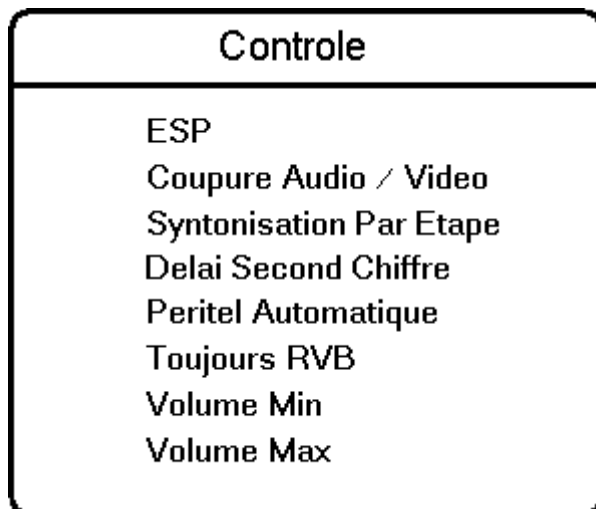 Controle
ESP
Coupure Audio / Video
Syntonisation Par Etape
Delai Second Chiffre
Peritel Automatique
Toujours RVB
Volume Min
Volume Max